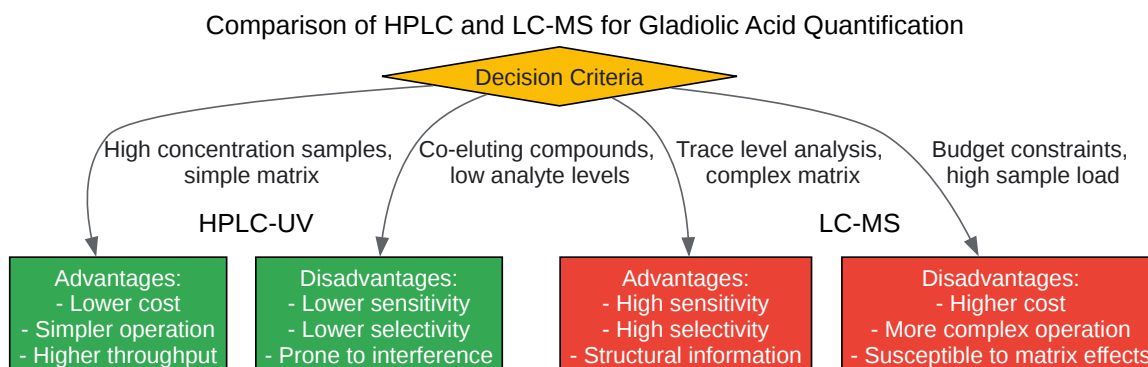 Comparison of HPLC and LC-MS for Gladiolic Acid Quantification
Decision Criteria
High concentration samples,
simple matrix
Co-eluting compounds,
low analyte levels
Trace level analysis,
complex matrix
Budget constraints,
high sample load
HPLC-UV
LC-MS
Advantages:
- Lower cost
- Simpler operation
- Higher throughput
Disadvantages:
- Lower sensitivity
- Lower selectivity
- Prone to interference
Advantages:
- High sensitivity
- High selectivity
- Structural information
Disadvantages:
- Higher cost
- More complex operation
- Susceptible to matrix effects